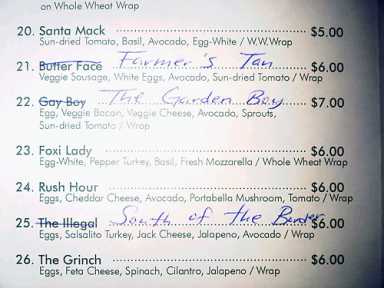 on Whole Wheat Wrap
20. Santa Mack $5.00
Sun-dried Tomato, Basil, Avocado, Egg-White / W.W.Wrap
21. Butter Face Farmer's Tan $6.00
Veggie Sausage, White Eggs, Avocado, Sun-dried Tomato / Wrap
22. Gay Boy The Garden Boy $7.00
Egg, Veggie Bacon, Veggie Cheese, Avocado, Sprouts,
Sun-dried Tomato / Wrap
23. Foxi Lady $6.00
Egg-White, Pepper Turkey, Basil, Fresh Mozzarella / Whole Wheat Wrap
24. Rush Hour $6.00
Eggs, Cheddar Cheese, Avocado, Portabella Mushroom, Tomato / Wrap
25. The Illegal South of the Border $6.00
Eggs, Salsalito Turkey, Jack Cheese, Jalapeno, Avocado / Wrap
26. The Grinch $6.00
Eggs, Feta Cheese, Spinach, Cilantro, Jalapeno / Wrap